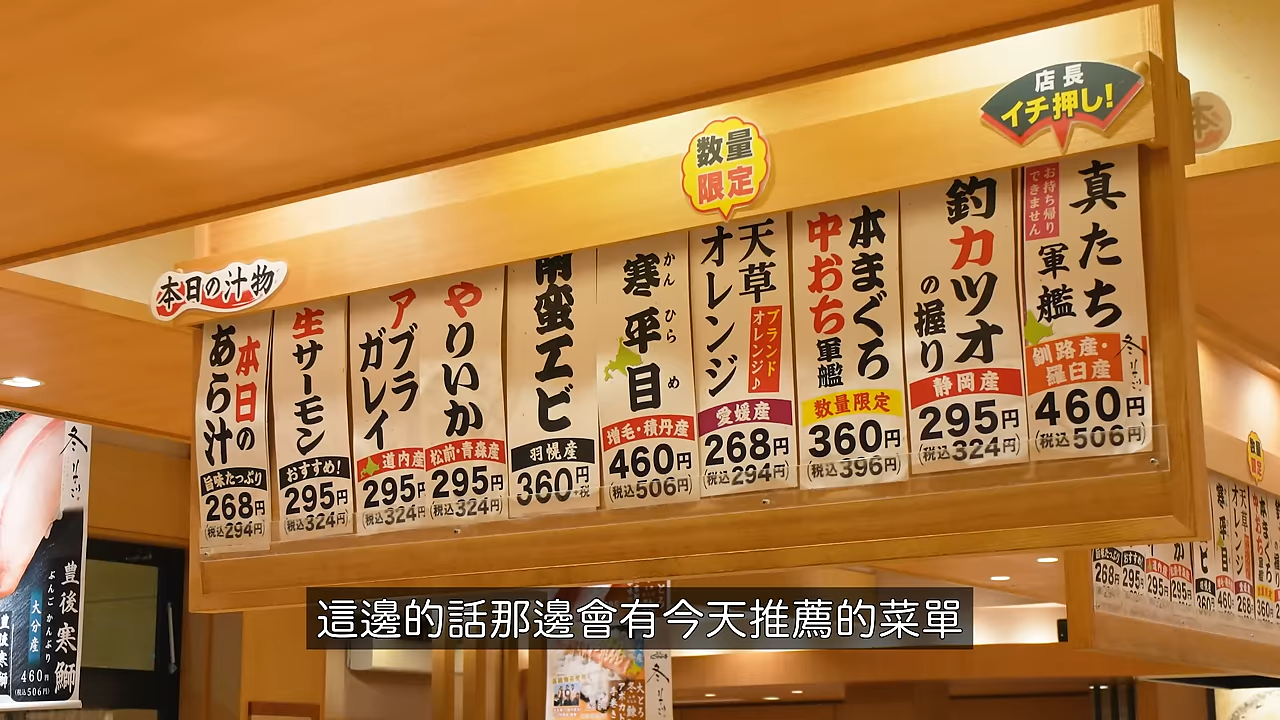 店長
イチ押し!
数量
限定
本日の汁物
本日の
あら汁
旨味たっぷり
268円
(税込294円)
生サーモン
おすすめ!
295円
(税込324円)
アブラ
ガレイ
道内産
295円
(税込324円
やりいか
松前・青森産
295円
(税込324円)
南蛮エビ
羽幌産
360円+税
寒平目
かん ひら め
増毛・積丹産
460円
(税込506円)
天草
オレンジ
ブランド
オレンジ♪
愛媛産
268円
(税込294円)
本まぐろ
中おち軍艦
数量限定
360円
(税込396円)
釣カツオ
の握り
静岡産
295円
(税込324円)
真たち
軍艦
お持ち帰り
できません
冬
釧路産・
羅臼産
460円
(税込506円)
冬
豊後寒鰤
ぶんご かんぶり
大分産
460円
(税込506円)
這邊的話那邊會有今天推薦的菜單